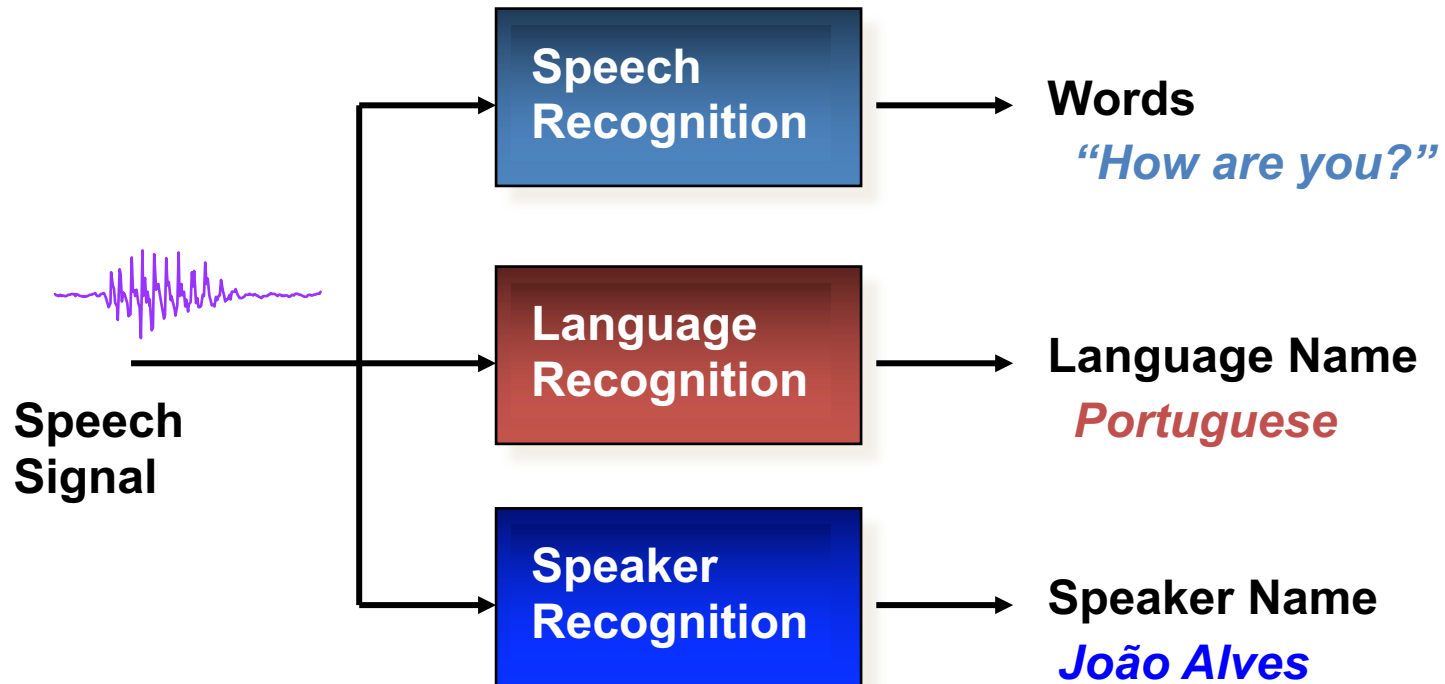 Speech
Recognition
Words
“How are you?”
Language
Recognition
Language Name
Portuguese
Speech
Signal
Speaker
Recognition
Speaker Name
João Alves